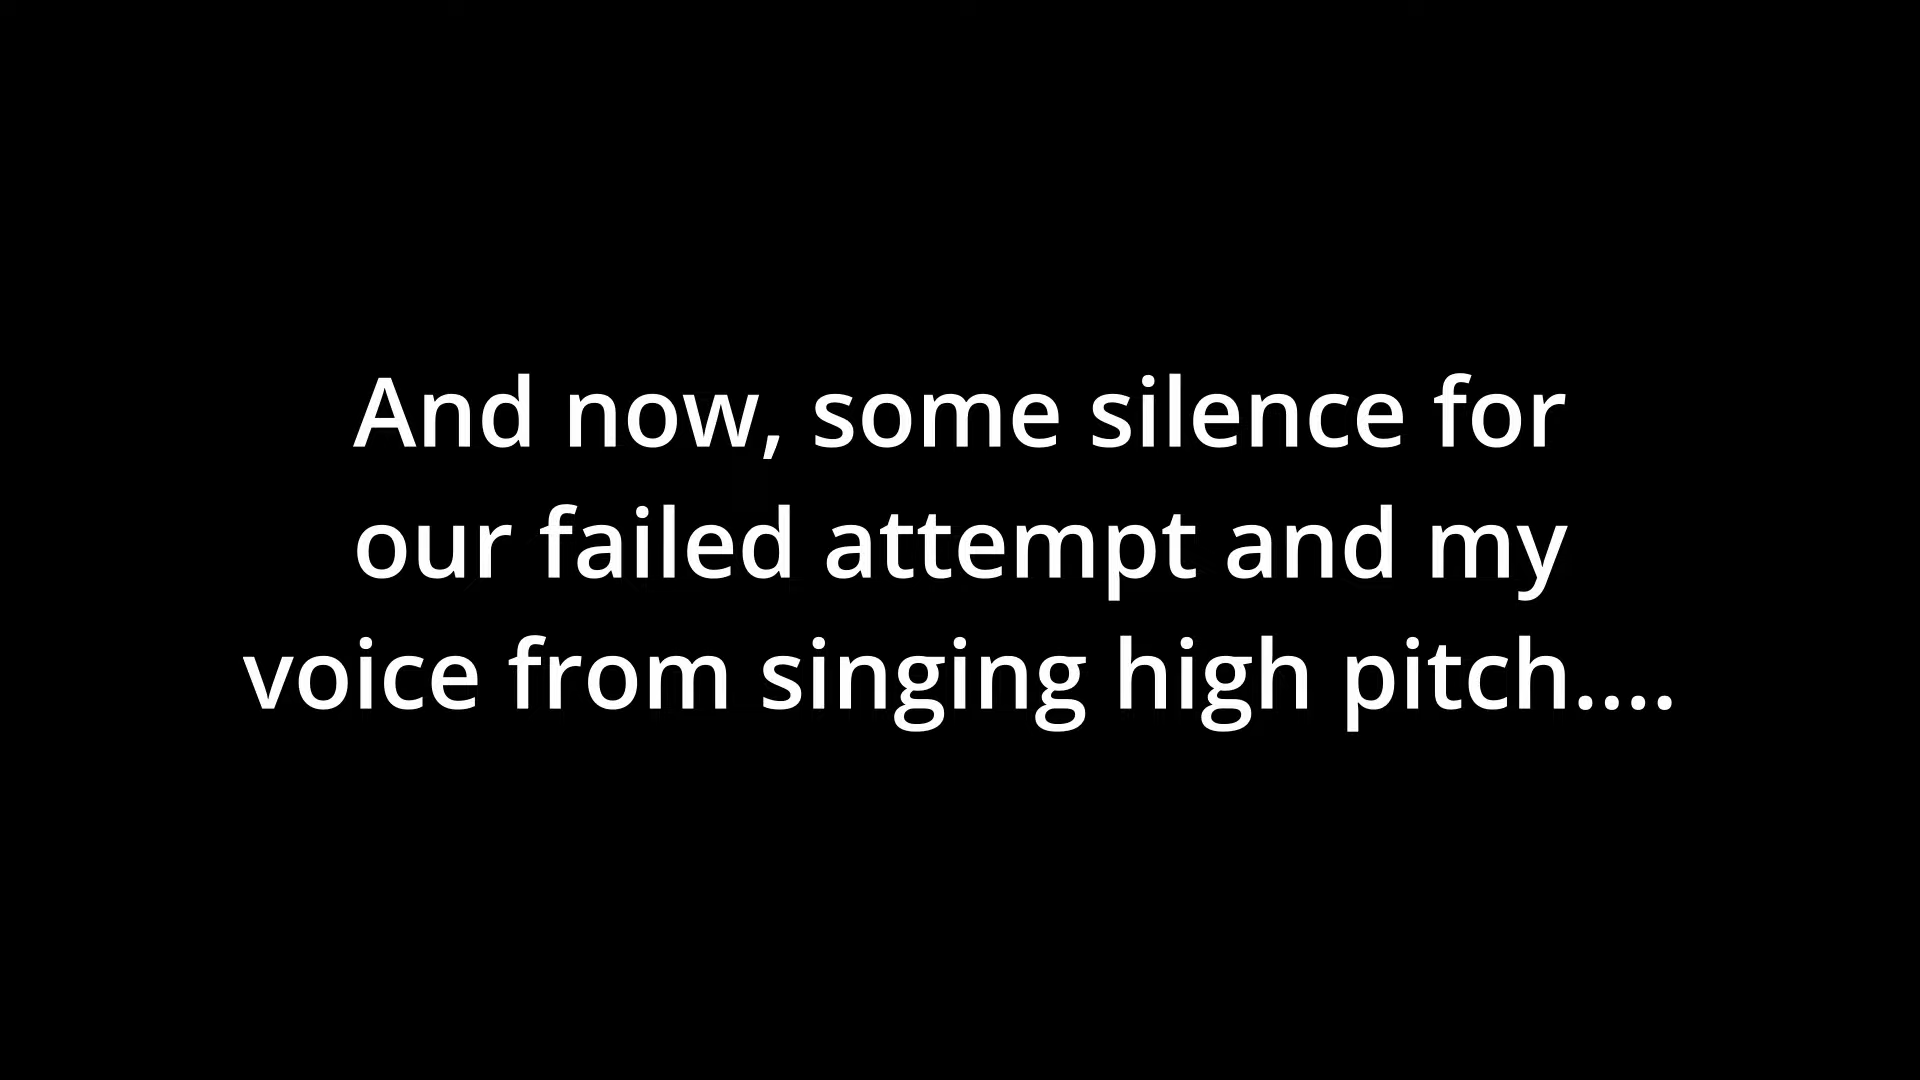 And now, some silence for
our failed attempt and my
voice from singing high pitch....